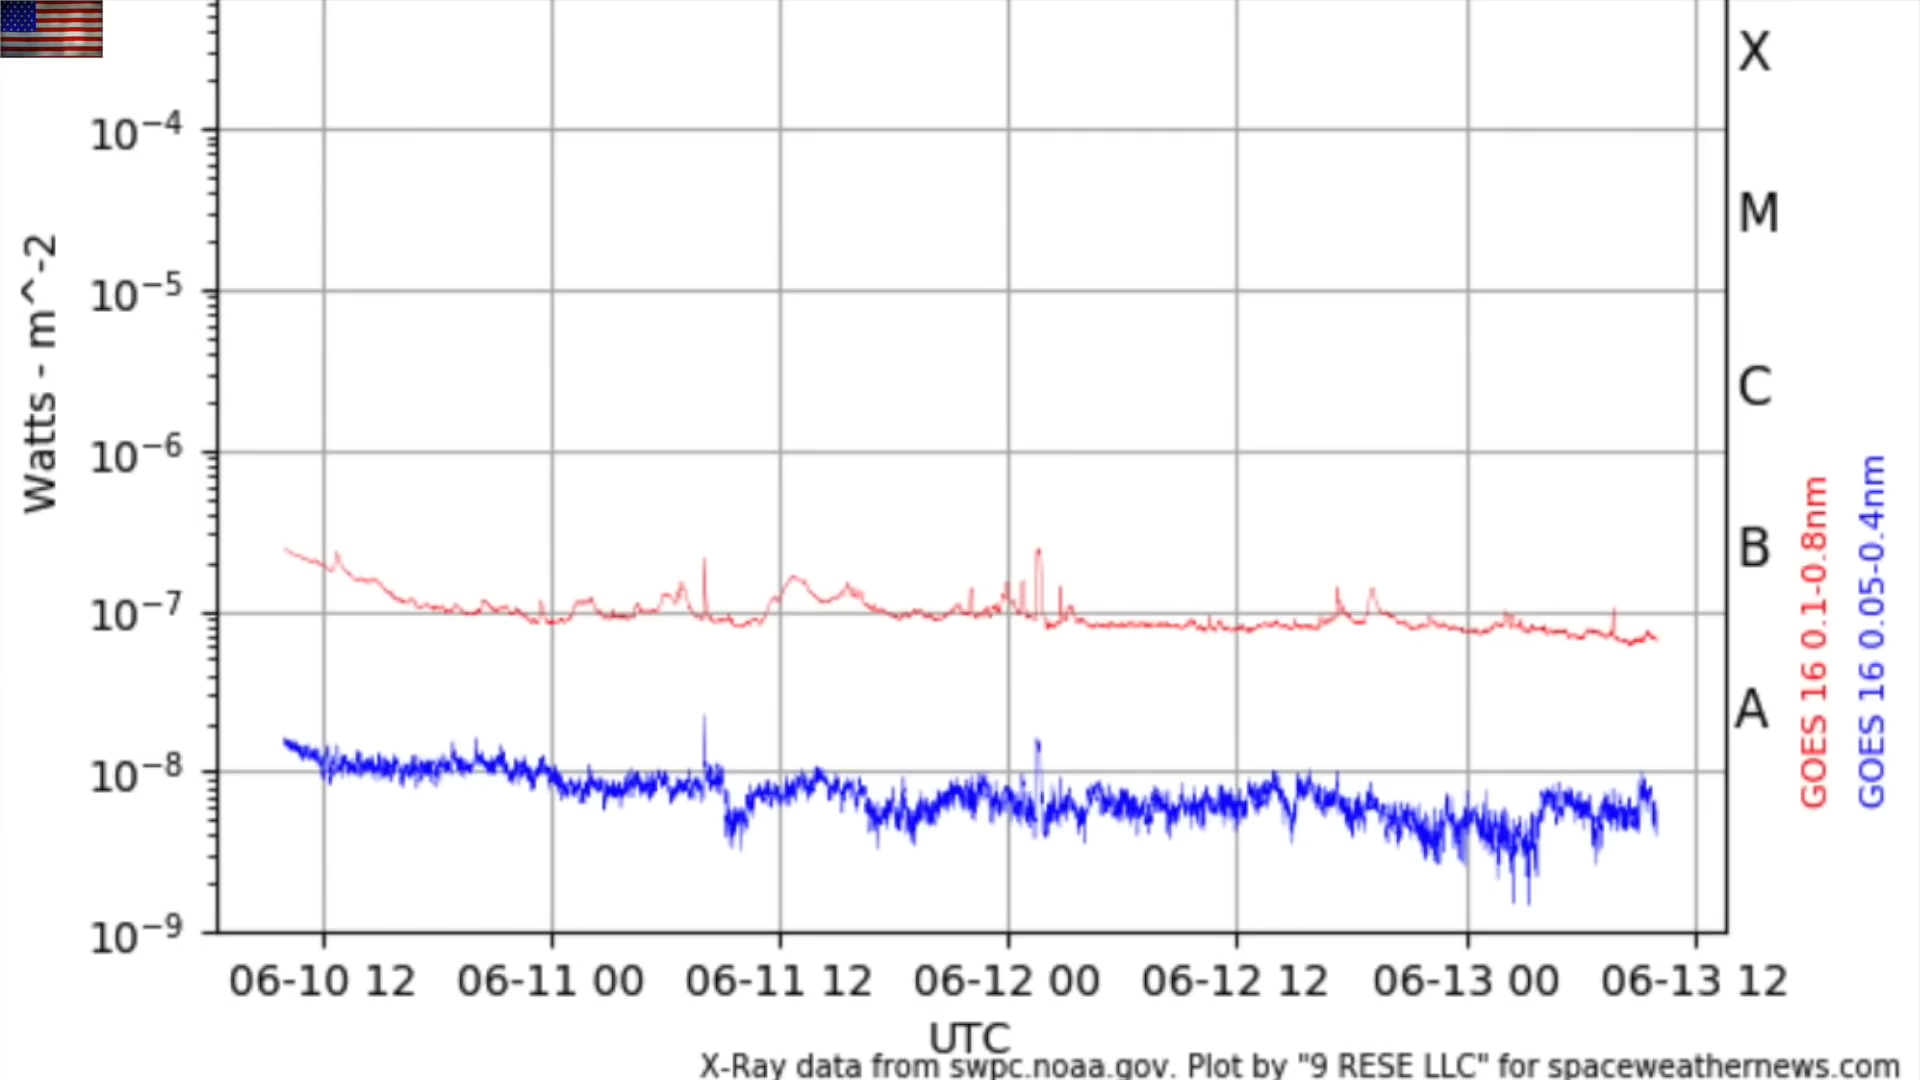 X
10⁻⁴
M
10⁻⁵
Watts - m^-2
C
10⁻⁶
B
GOES 16 0.1-0.8nm
GOES 16 0.05-0.4nm
10⁻⁷
A
10⁻⁸
10⁻⁹
06-10 12
06-11 00
06-11 12
06-12 00
06-12 12
06-13 00
06-13 12
UTC
X-Ray data from swpc.noaa.gov. Plot by "9 RESE LLC" for spaceweathernews.com